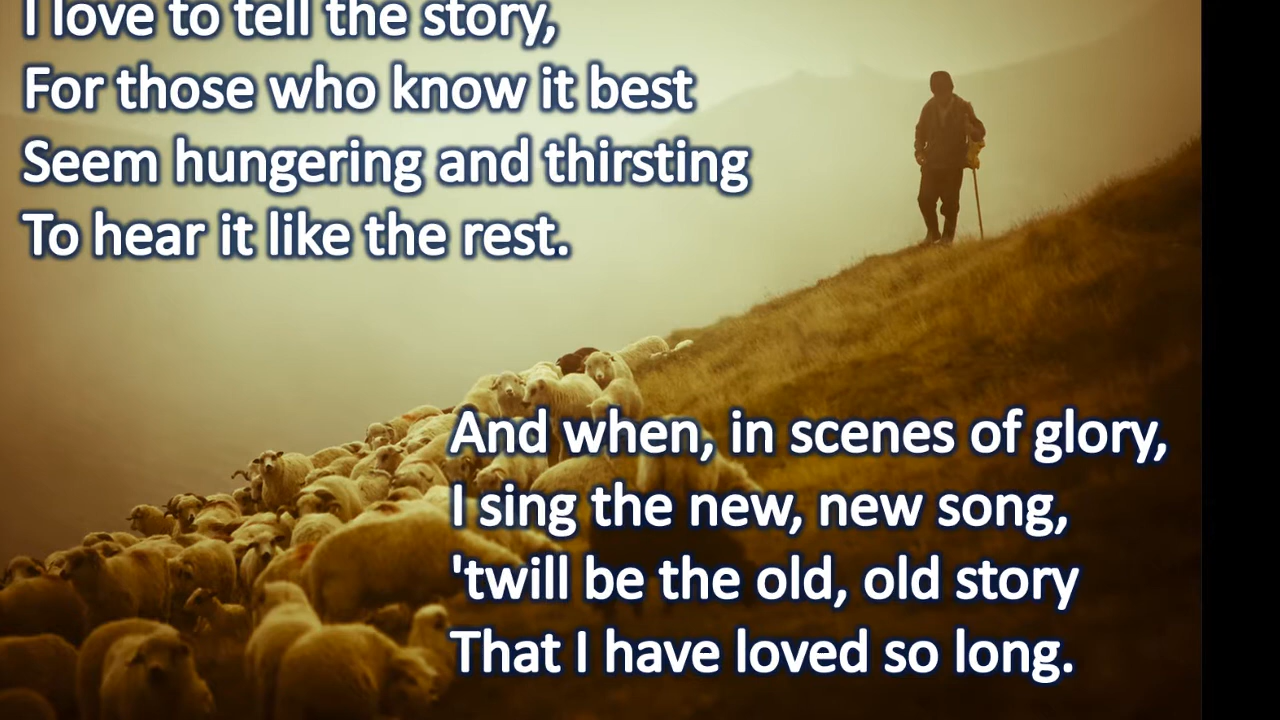 I love to tell the story,
For those who know it best
Seem hungering and thirsting
To hear it like the rest.
And when, in scenes of glory,
I sing the new, new song,
'twill be the old, old story
That I have loved so long.